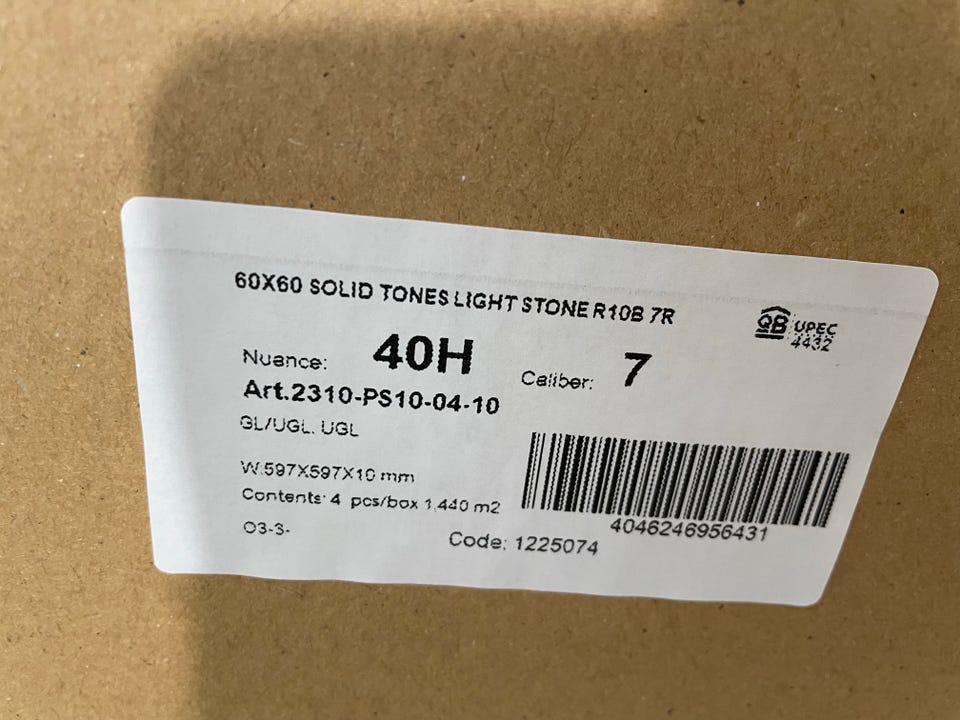 60X60 SOLID TONES LIGHT STONE R10B 7R
QB UPEC
4432
Nuance: 40H Caliber: 7
Art.2310-PS10-04-10
GL/UGL. UGL
W:597X597X10 mm
Contents: 4 pcs/box 1,440 m2
4046246956431
O3-S-
Code: 1225074